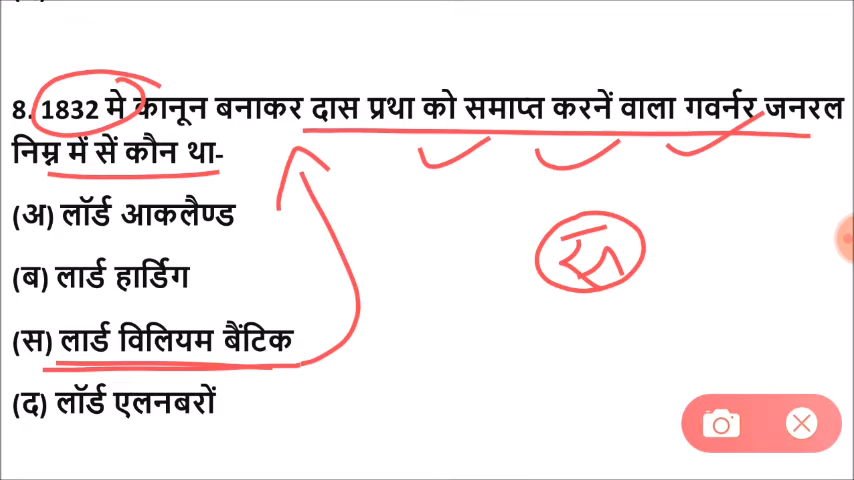 8. 1832 मे कानून बनाकर दास प्रथा को समाप्त करनें वाला गवर्नर जनरल
निम्न में सें कौन था-
(अ) लॉर्ड आकलैण्ड
स
(ब) लार्ड हार्डिग
(स) लार्ड विलियम बैंटिक
(द) लॉर्ड एलनबरों